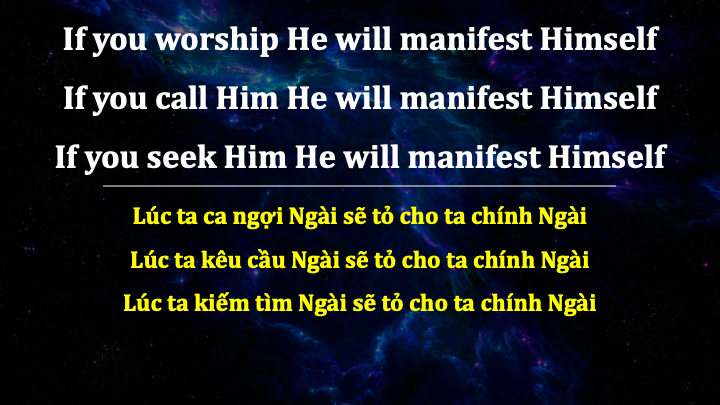 If you worship He will manifest Himself
If you call Him He will manifest Himself
If you seek Him He will manifest Himself
Lúc ta ca ngợi Ngài sẽ tỏ cho ta chính Ngài
Lúc ta kêu cầu Ngài sẽ tỏ cho ta chính Ngài
Lúc ta kiếm tìm Ngài sẽ tỏ cho ta chính Ngài